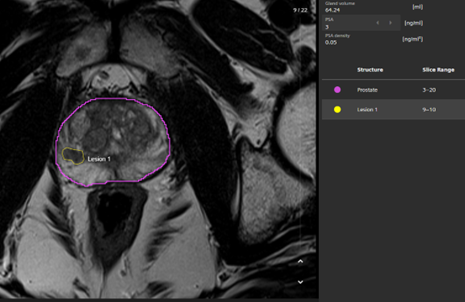 9 / 22
Lesion 1
Gland volume
64.24 [ml]
PSA
3 [ng/ml]
PSA density
0.05 [ng/ml²]
Structure Slice Range
Prostate 3–20
Lesion 1 9–10